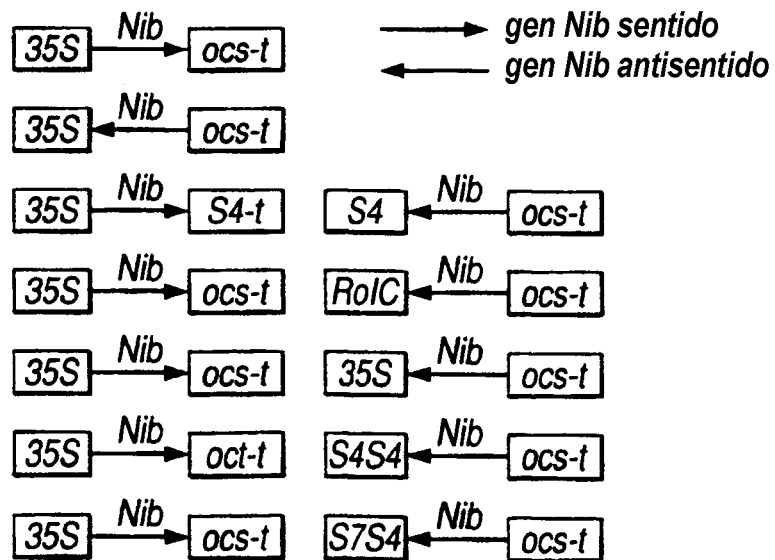 35S Nib ocs-t gen Nib sentido
gen Nib antisentido
35S Nib ocs-t
35S Nib S4-t S4 Nib ocs-t
35S Nib ocs-t RolC Nib ocs-t
35S Nib ocs-t 35S Nib ocs-t
35S Nib oct-t S4S4 Nib ocs-t
35S Nib ocs-t S7S4 Nib ocs-t